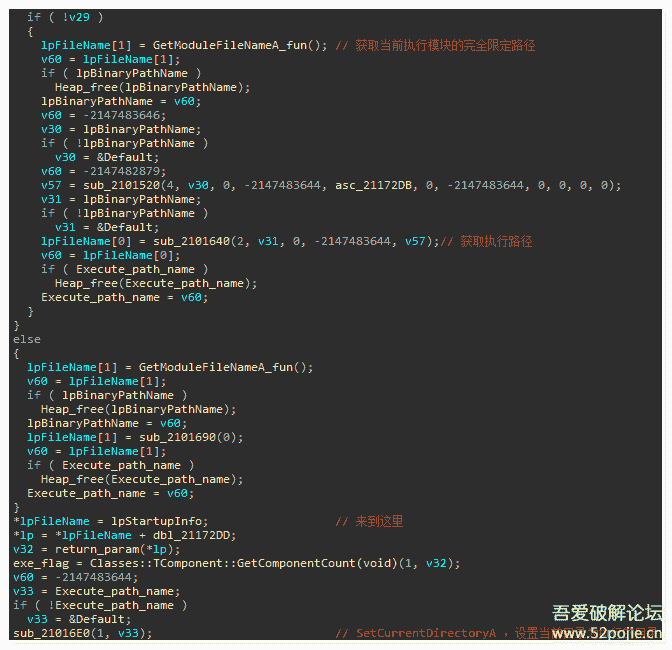 if ( !v29 )
{
lpFileName[1] = GetModuleFileNameA_fun(); // 获取当前执行模块的完全限定路径
v60 = lpFileName[1];
if ( lpBinaryPathName )
Heap_free(lpBinaryPathName);
lpBinaryPathName = v60;
v60 = -2147483646;
v30 = lpBinaryPathName;
if ( !lpBinaryPathName )
v30 = &Default;
v60 = -2147482879;
v57 = sub_2101520(4, v30, 0, -2147483644, asc_21172DB, 0, -2147483644, 0, 0, 0, 0);
v31 = lpBinaryPathName;
if ( !lpBinaryPathName )
v31 = &Default;
lpFileName[0] = sub_2101640(2, v31, 0, -2147483644, v57);// 获取执行路径
v60 = lpFileName[0];
if ( Execute_path_name )
Heap_free(Execute_path_name);
Execute_path_name = v60;
}
}
else
{
lpFileName[1] = GetModuleFileNameA_fun();
v60 = lpFileName[1];
if ( lpBinaryPathName )
Heap_free(lpBinaryPathName);
lpBinaryPathName = v60;
lpFileName[1] = sub_2101690(0);
v60 = lpFileName[1];
if ( Execute_path_name )
Heap_free(Execute_path_name);
Execute_path_name = v60;
}
*lpFileName = lpStartupInfo; // 来到这里
*lp = *lpFileName + dbl_21172DD;
v32 = return_param(*lp);
exe_flag = Classes::TComponent::GetComponentCount(void)(1, v32);
v60 = -2147483644;
v33 = Execute_path_name;
if ( !Execute_path_name )
v33 = &Default;
sub_21016E0(1, v33); // SetCurrentDirectoryA , 设置当
吾爱破解论坛
www.52pojie.cn